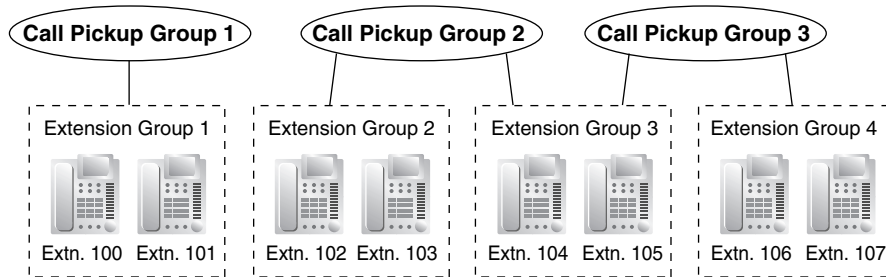 Call Pickup Group 1 Call Pickup Group 2 Call Pickup Group 3
Extension Group 1 Extension Group 2 Extension Group 3 Extension Group 4
Extn. 100 Extn. 101 Extn. 102 Extn. 103 Extn. 104 Extn. 105 Extn. 106 Extn. 107